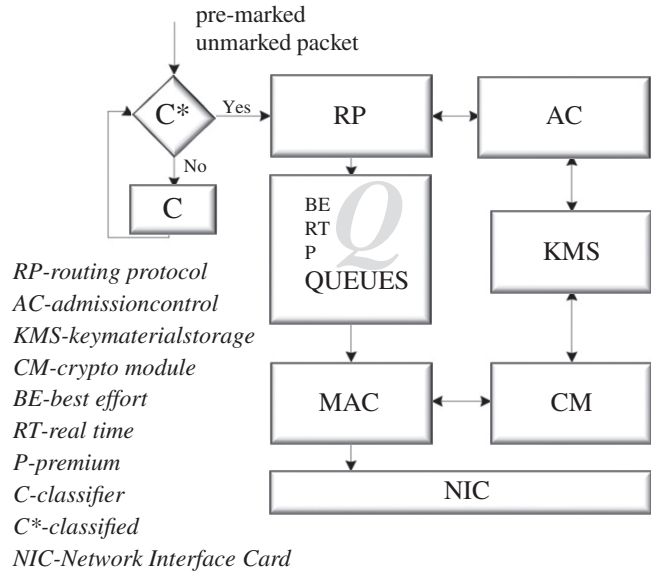 pre-marked
unmarked packet
C*
Yes
RP
AC
No
C
BE
RT
P
Q
QUEUES
KMS
RP-routing protocol
AC-admissioncontrol
KMS-keymaterialstorage
CM-crypto module
BE-best effort
RT-real time
P-premium
C-classifier
C*-classified
NIC-Network Interface Card
MAC
CM
NIC